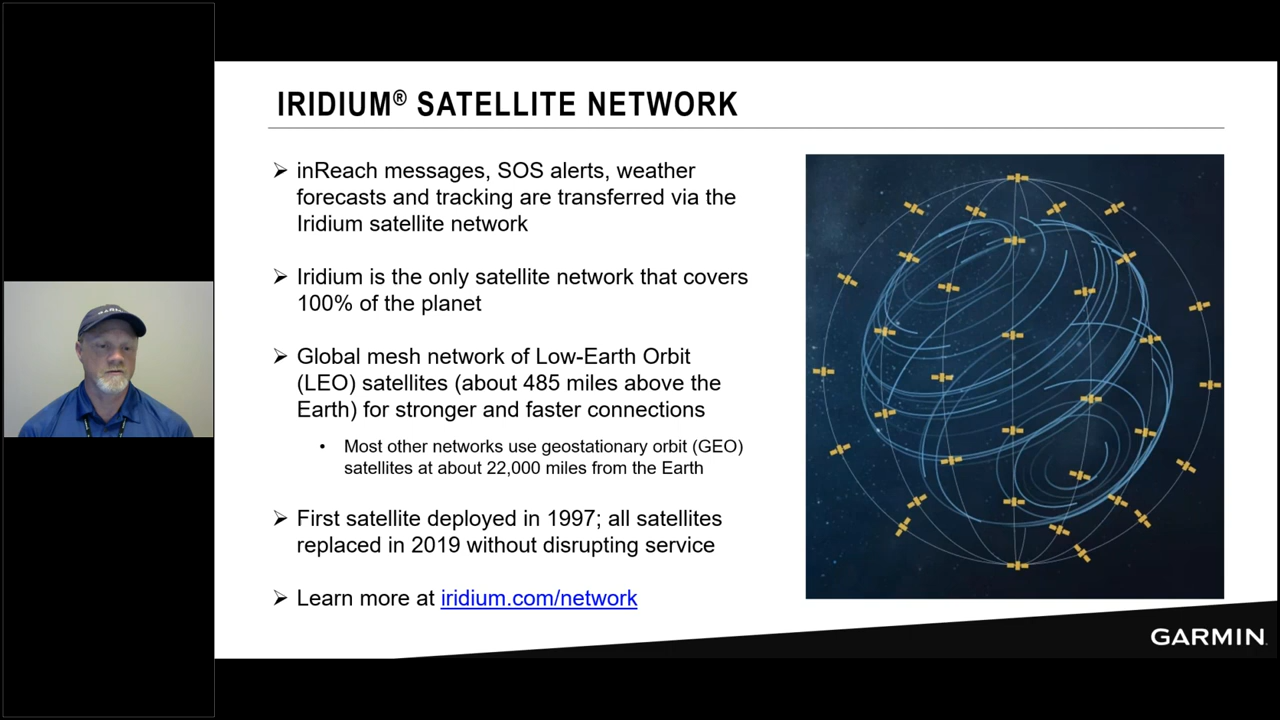 IRIDIUM® SATELLITE NETWORK
➢ inReach messages, SOS alerts, weather
forecasts and tracking are transferred via the
Iridium satellite network
➢ Iridium is the only satellite network that covers
100% of the planet
➢ Global mesh network of Low-Earth Orbit
(LEO) satellites (about 485 miles above the
Earth) for stronger and faster connections
• Most other networks use geostationary orbit (GEO)
satellites at about 22,000 miles from the Earth
➢ First satellite deployed in 1997; all satellites
replaced in 2019 without disrupting service
➢ Learn more at iridium.com/network
GARMIN